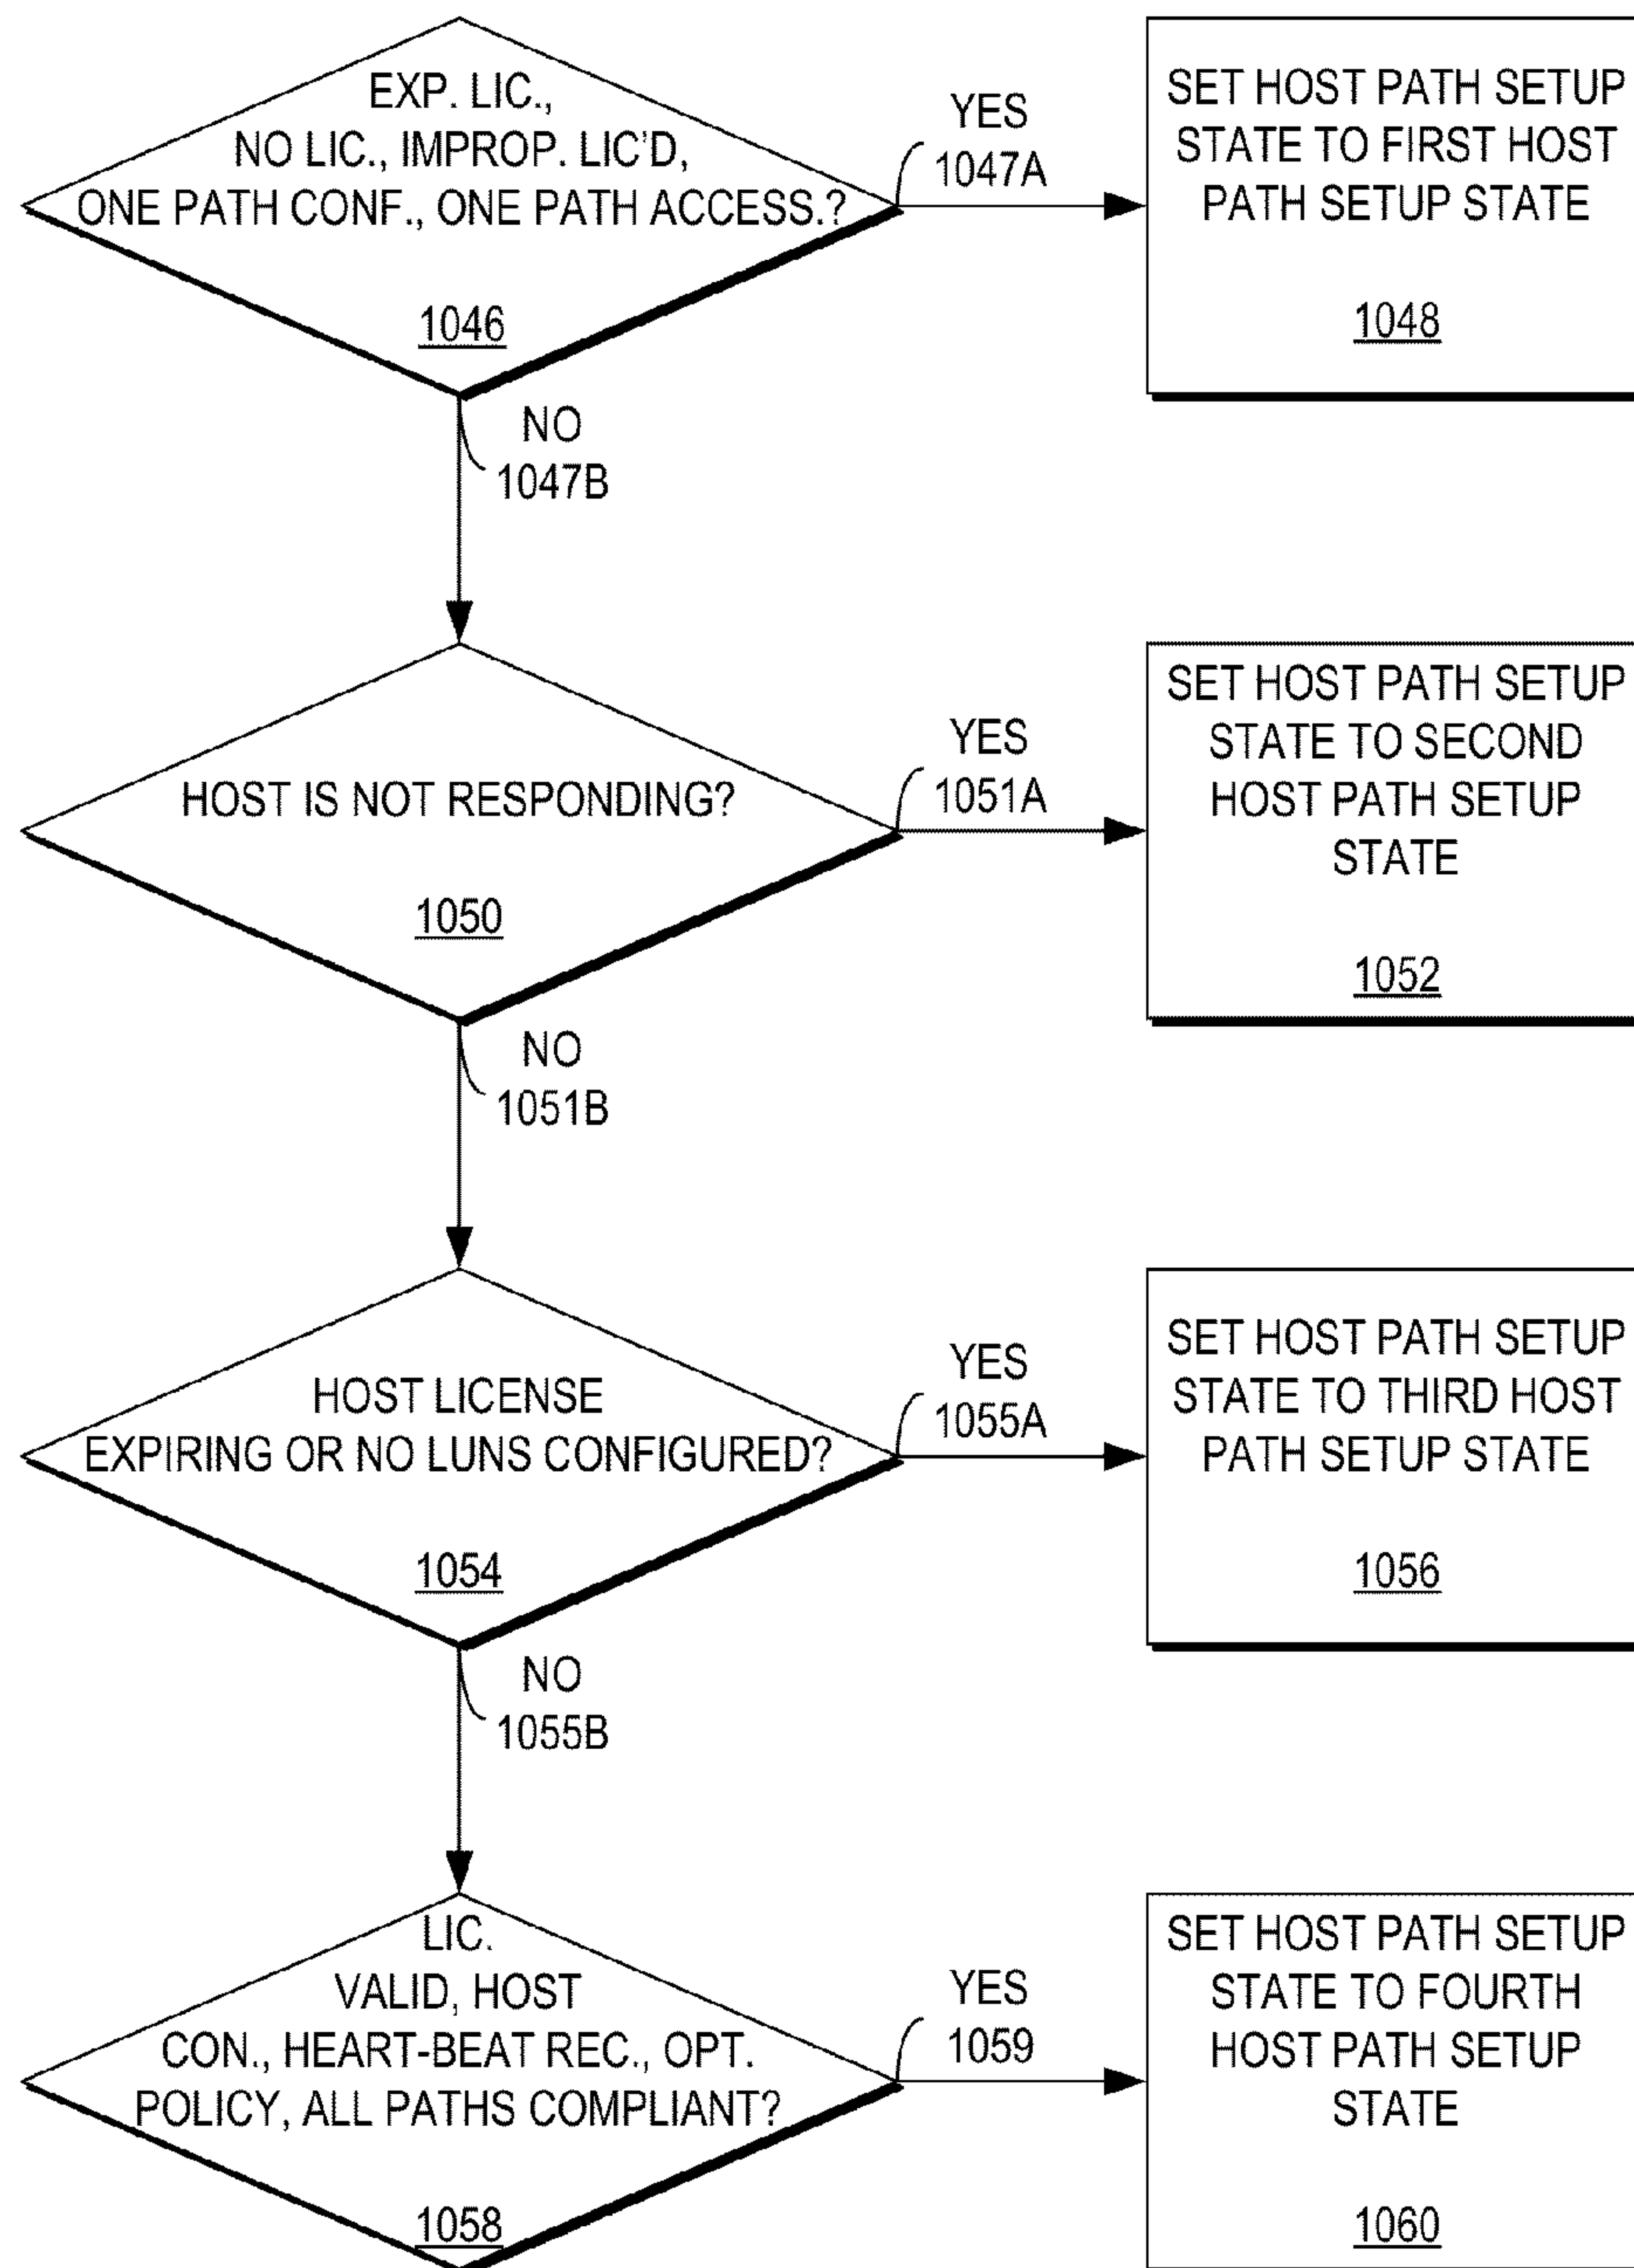 EXP. LIC.,
NO LIC., IMPROP. LIC'D,
ONE PATH CONF., ONE PATH ACCESS.?
1046
YES
1047A
SET HOST PATH SETUP
STATE TO FIRST HOST
PATH SETUP STATE
1048
NO
1047B
HOST IS NOT RESPONDING?
1050
YES
1051A
SET HOST PATH SETUP
STATE TO SECOND
HOST PATH SETUP
STATE
1052
NO
1051B
HOST LICENSE
EXPIRING OR NO LUNS CONFIGURED?
1054
YES
1055A
SET HOST PATH SETUP
STATE TO THIRD HOST
PATH SETUP STATE
1056
NO
1055B
LIC.
VALID, HOST
CON., HEART-BEAT REC., OPT.
POLICY, ALL PATHS COMPLIANT?
1058
YES
1059
SET HOST PATH SETUP
STATE TO FOURTH
HOST PATH SETUP
STATE
1060